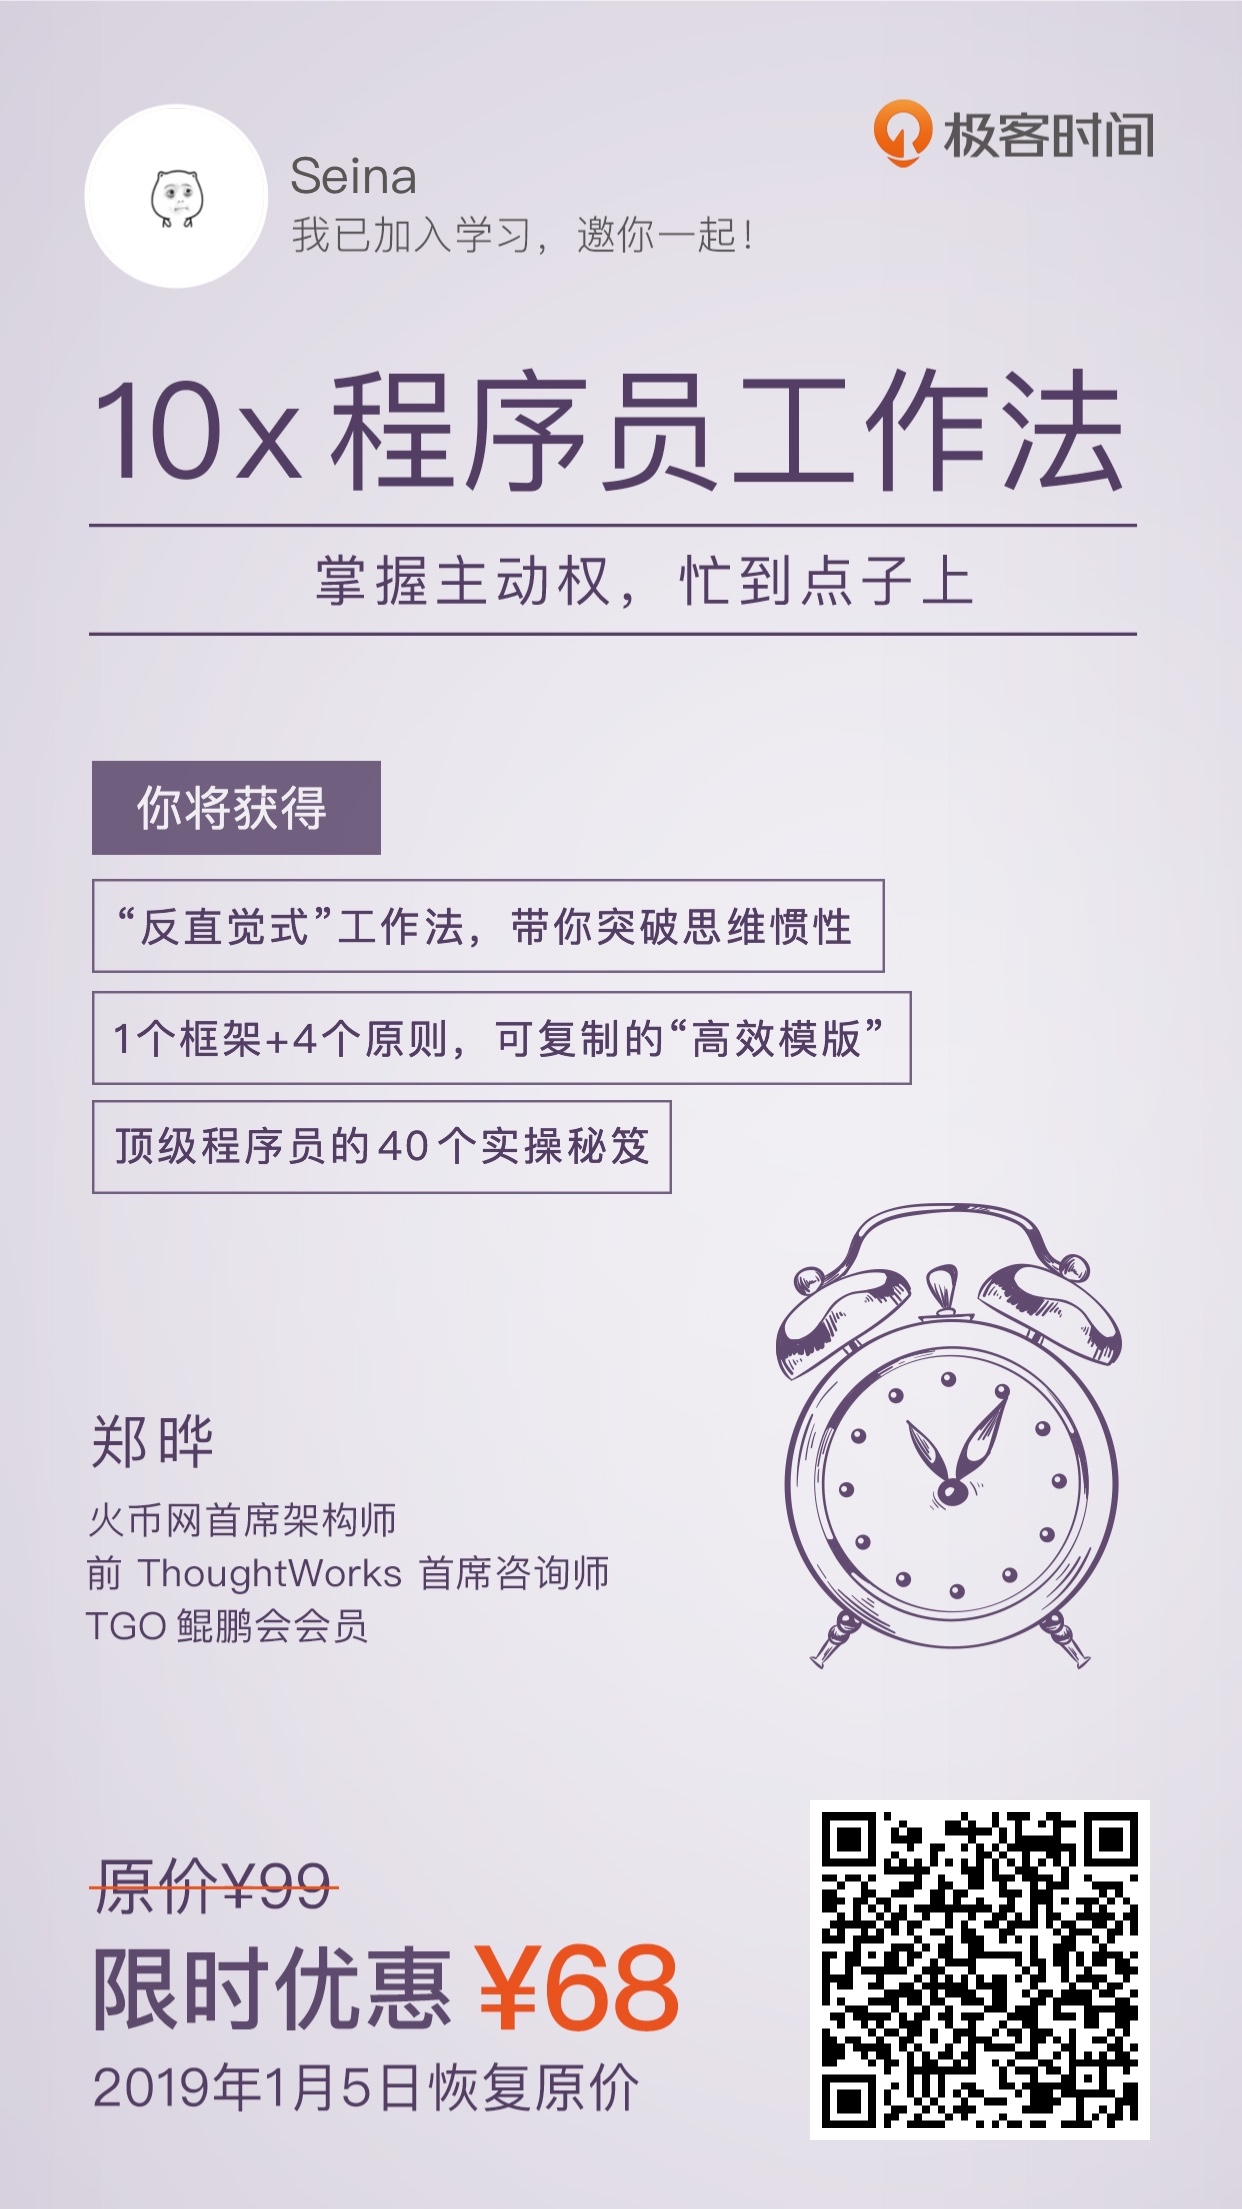 极客时间
Seina
我已加入学习，邀你一起！
10x程序员工作法
掌握主动权，忙到点子上
你将获得
“反直觉式”工作法，带你突破思维惯性
1个框架+4个原则，可复制的“高效模版”
顶级程序员的40个实操秘笈
郑晔
火币网首席架构师
前 ThoughtWorks 首席咨询师
TGO 鲲鹏会会员
原价¥99
限时优惠 ¥68
2019年1月5日恢复原价